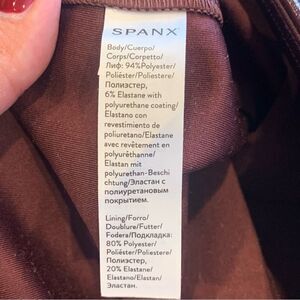 SPANX
Body/Cuerpo/
Corps/Corpetto/
Лиф: 94%Polyester/
Poliéster/Poliestere/
Полиэстер,
6% Elastane with
polyurethane coating/
Elastano con
revestimiento de
poliuretano/Elastane
avec revêtement en
polyuréthanne/
Elastan mit
polyurethan-Beschi
chtung/Эластан с
полиуретановым
покрытием.
Lining/Forro/
Doublure/Futter/
Fodera/Подкладка:
80% Polyester/
Poliéster/Poliestere/
Полиэстер,
20% Elastane/
Elastano/Elastan/
Эластан.